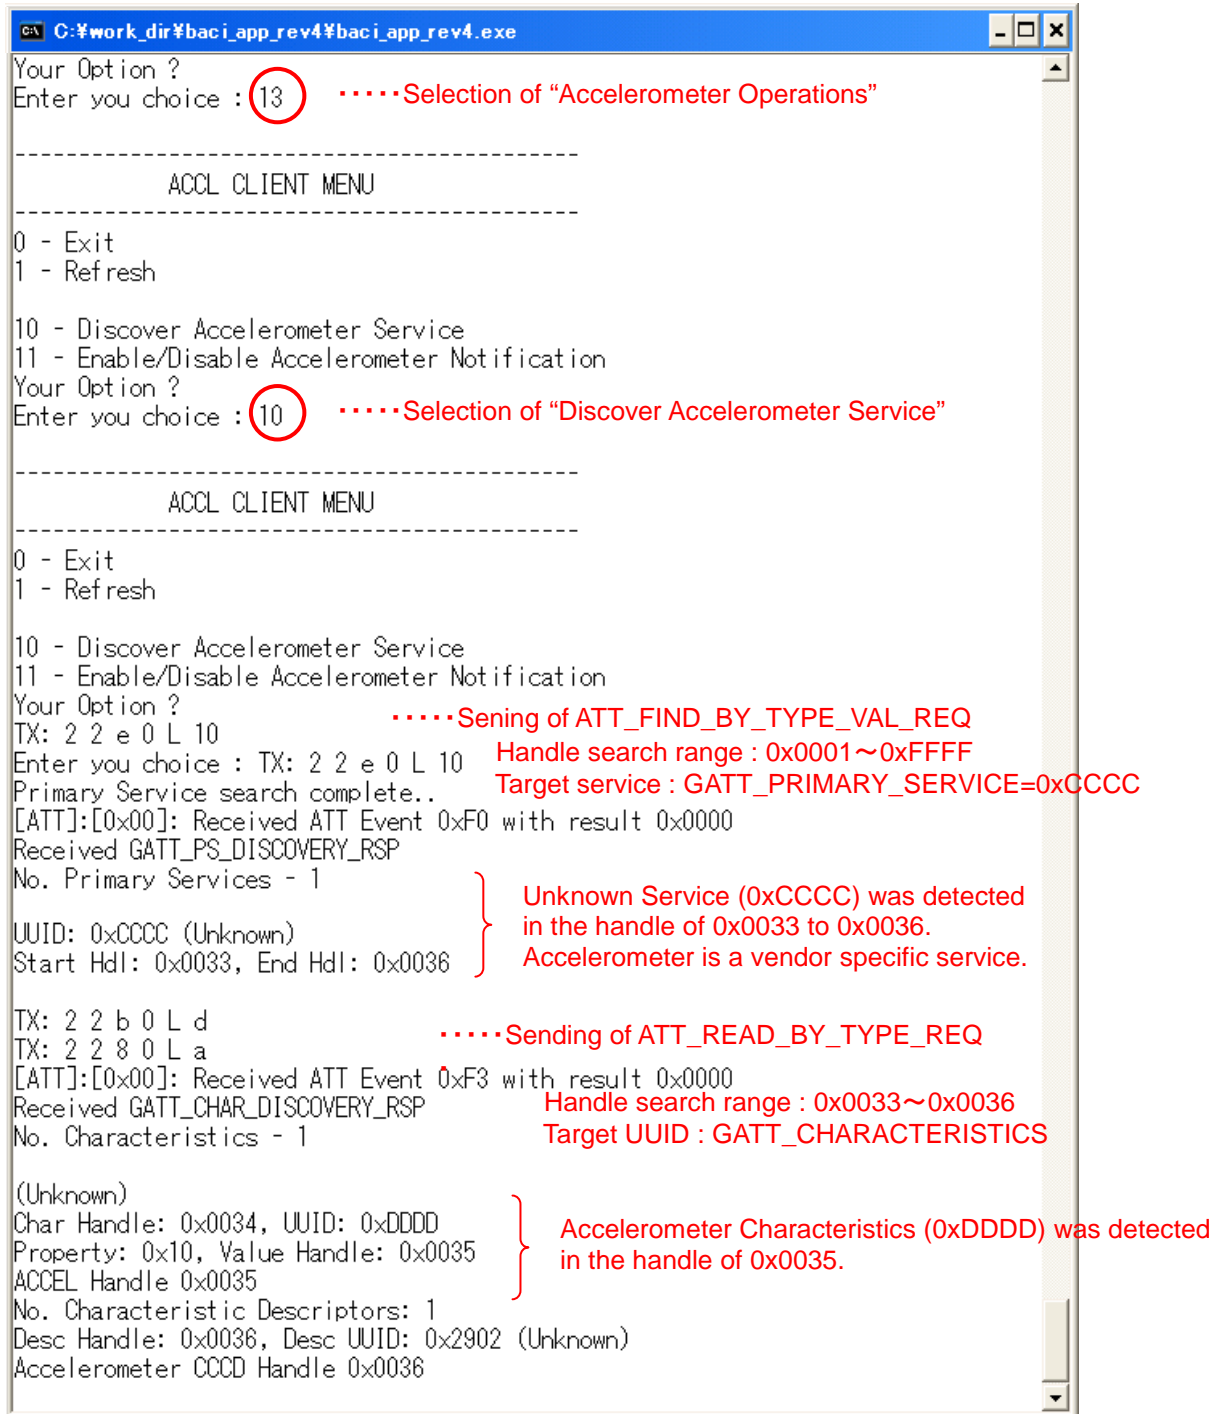 C:¥work_dir¥baci_app_rev4¥baci_app_rev4.exe
Your Option ?
Enter you choice : 13 ·····Selection of “Accelerometer Operations”
--------------------------------------------
ACCL CLIENT MENU
--------------------------------------------
0 - Exit
1 - Refresh
10 - Discover Accelerometer Service
11 - Enable/Disable Accelerometer Notification
Your Option ?
Enter you choice : 10 ·····Selection of “Discover Accelerometer Service”
--------------------------------------------
ACCL CLIENT MENU
--------------------------------------------
0 - Exit
1 - Refresh
10 - Discover Accelerometer Service
11 - Enable/Disable Accelerometer Notification
Your Option ?
·····Sening of ATT_FIND_BY_TYPE_VAL_REQ
TX: 2 2 e 0 L 10
Handle search range : 0x0001～0xFFFF
Enter you choice : TX: 2 2 e 0 L 10
Target service : GATT_PRIMARY_SERVICE=0xCCCC
Primary Service search complete..
[ATT]:[0x00]: Received ATT Event 0xF0 with result 0x0000
Received GATT_PS_DISCOVERY_RSP
No. Primary Services - 1
Unknown Service (0xCCCC) was detected
in the handle of 0x0033 to 0x0036.
Accelerometer is a vendor specific service.
UUID: 0xCCCC (Unknown)
Start Hdl: 0x0033, End Hdl: 0x0036
TX: 2 2 b 0 L d
·····Sending of ATT_READ_BY_TYPE_REQ
TX: 2 2 8 0 L a
[ATT]:[0x00]: Received ATT Event 0xF3 with result 0x0000
Received GATT_CHAR_DISCOVERY_RSP
Handle search range : 0x0033～0x0036
No. Characteristics - 1
Target UUID : GATT_CHARACTERISTICS
(Unknown)
Char Handle: 0x0034, UUID: 0xDDDD
Property: 0x10, Value Handle: 0x0035
ACCEL Handle 0x0035
Accelerometer Characteristics (0xDDDD) was detected
in the handle of 0x0035.
No. Characteristic Descriptors: 1
Desc Handle: 0x0036, Desc UUID: 0x2902 (Unknown)
Accelerometer CCCD Handle 0x0036